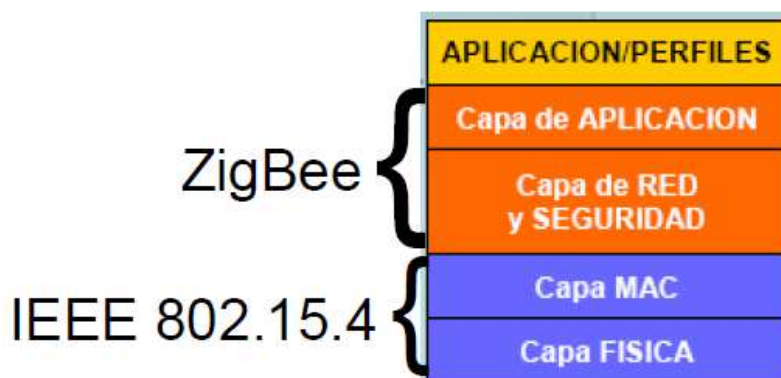 APLICACION/PERFILES
Capa de APLICACION
ZigBee
Capa de RED
y SEGURIDAD
Capa MAC
IEEE 802.15.4
Capa FISICA